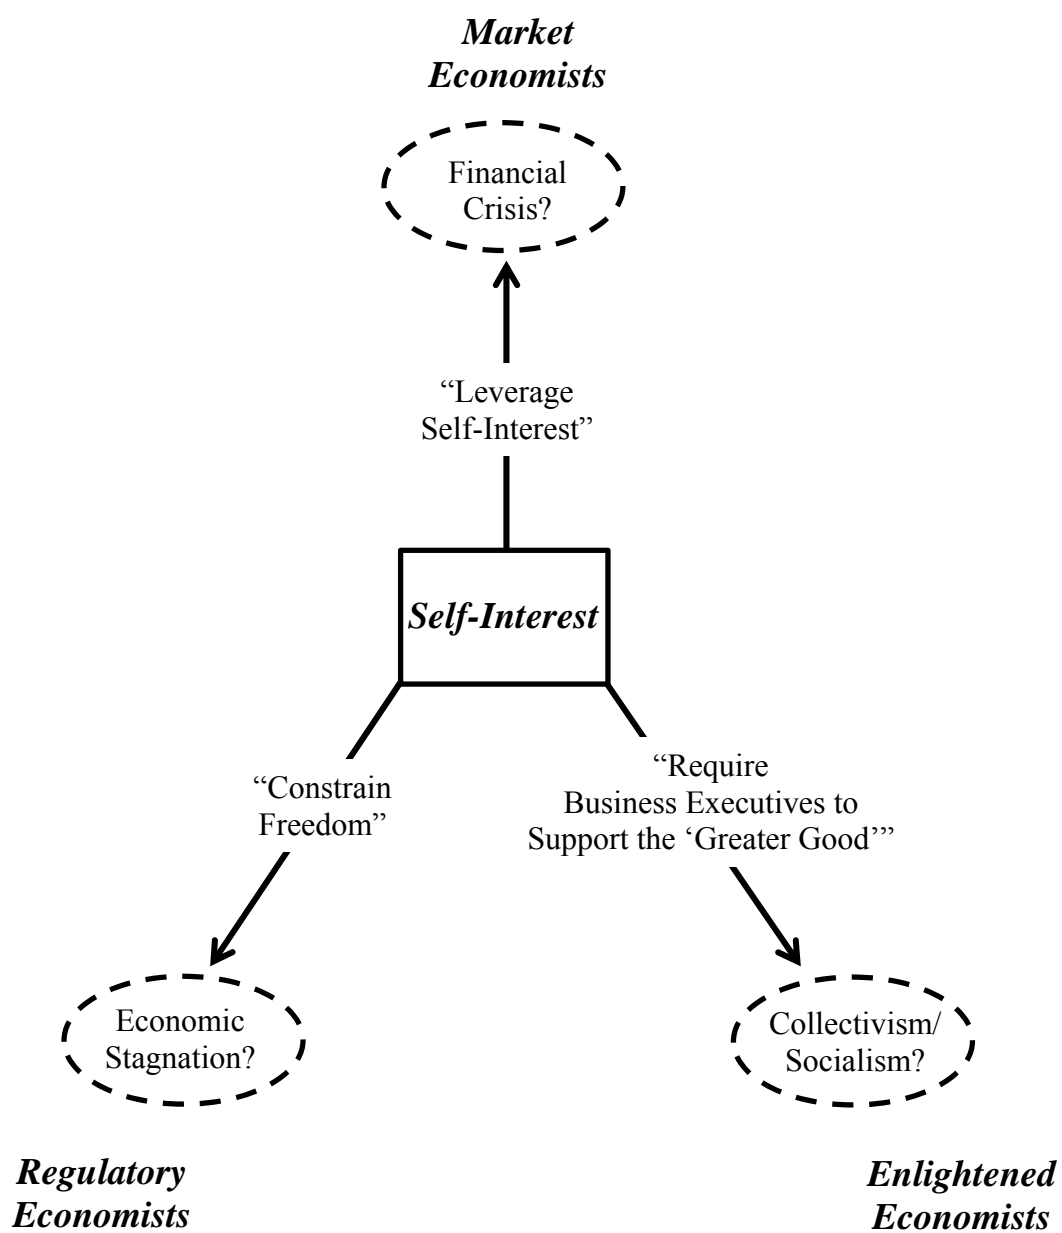 Market
Economists
Financial
Crisis?
“Leverage
Self-Interest”
Self-Interest
“Constrain
Freedom”
“Require
Business Executives to
Support the ‘Greater Good’”
Economic
Stagnation?
Collectivism/
Socialism?
Regulatory
Economists
Enlightened
Economists